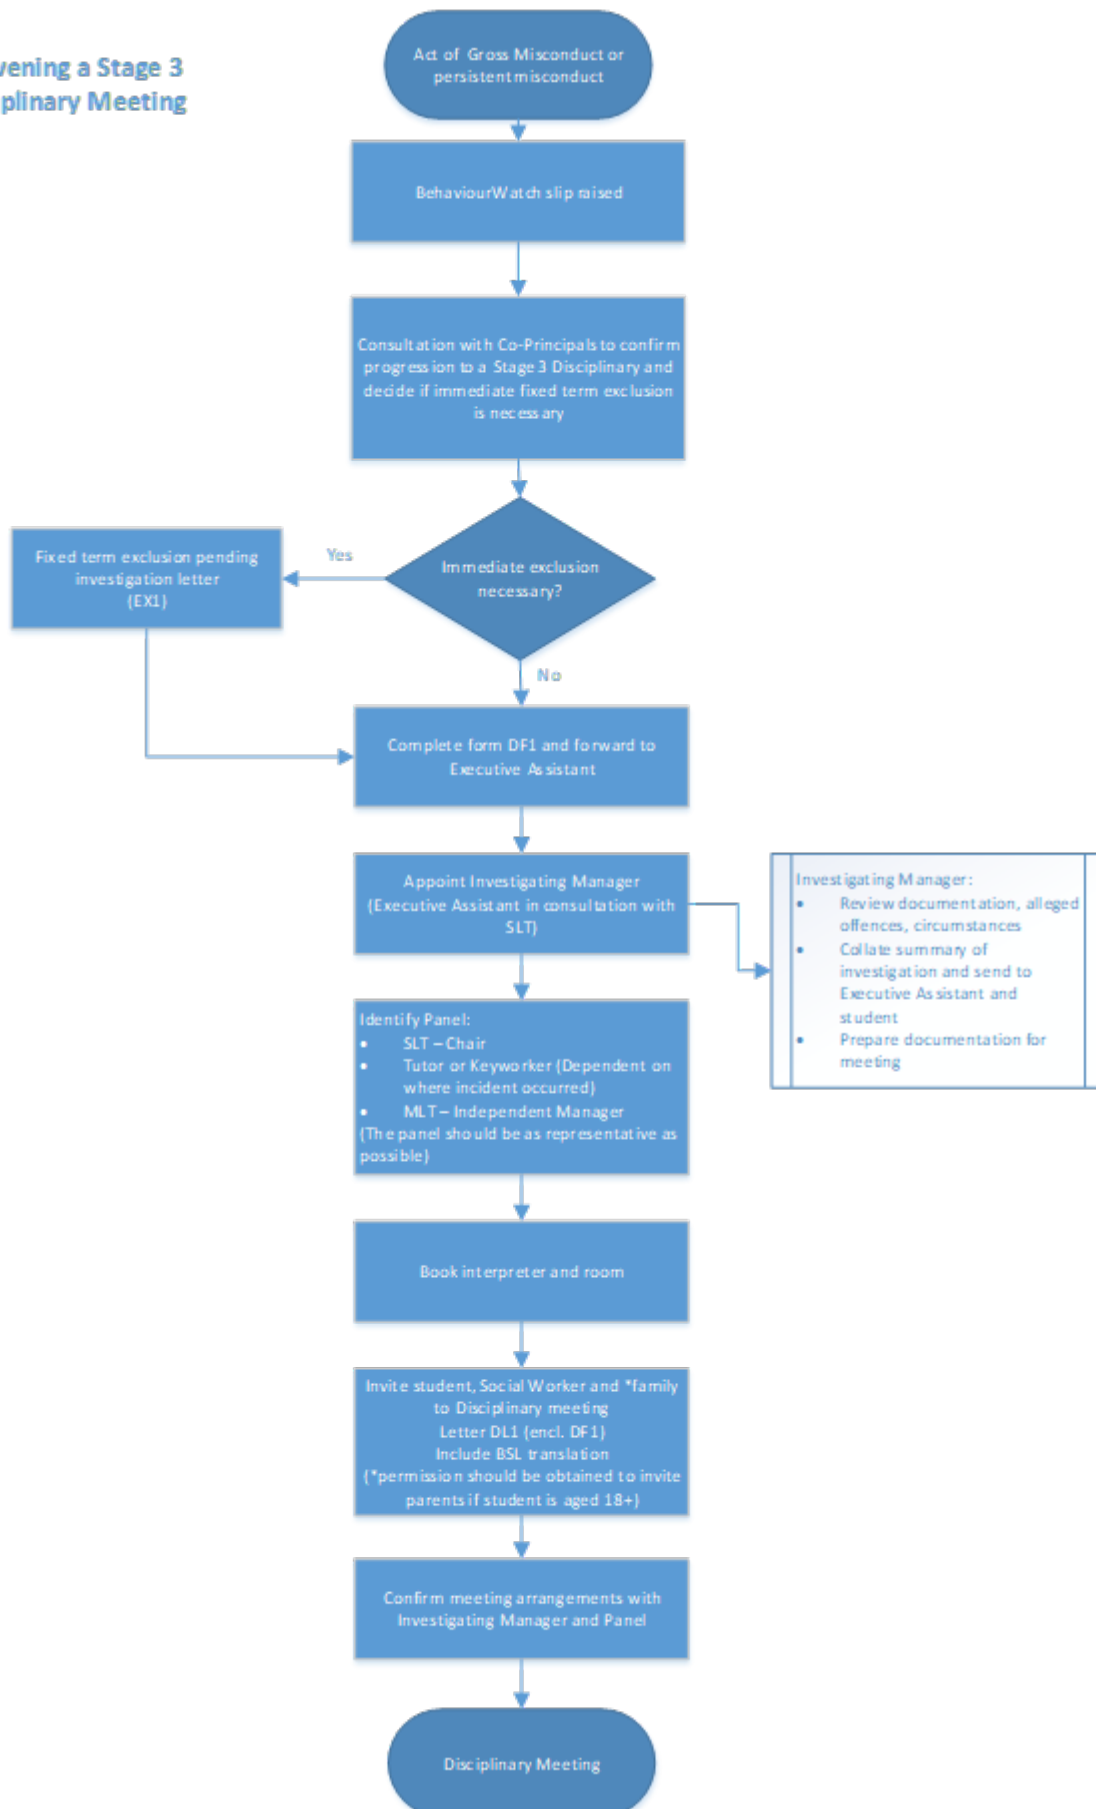 vening a Stage 3
plinary Meeting
Act of Gross Misconduct or
persistent misconduct
BehaviourWatch slip raised
Consultation with Co-Principals to confirm
progression to a Stage 3 Disciplinary and
decide if immediate fixed term exclusion
is necessary
Immediate exclusion
necessary?
Yes
Fixed term exclusion pending
investigation letter
(EX1)
No
Complete form DF1 and forward to
Executive Assistant
Appoint Investigating Manager
(Executive Assistant in consultation with
SLT)
Investigating Manager:
• Review documentation, alleged
offences, circumstances
• Collate summary of
investigation and send to
Executive Assistant and
student
• Prepare documentation for
meeting
Identify Panel:
• SLT – Chair
• Tutor or Keyworker (Dependent on
where incident occurred)
• MLT – Independent Manager
(The panel should be as representative as
possible)
Book interpreter and room
Invite student, Social Worker and *family
to Disciplinary meeting
Letter DL1 (encl. DF1)
Include BSL translation
(*permission should be obtained to invite
parents if student is aged 18+)
Confirm meeting arrangements with
Investigating Manager and Panel
Disciplinary Meeting